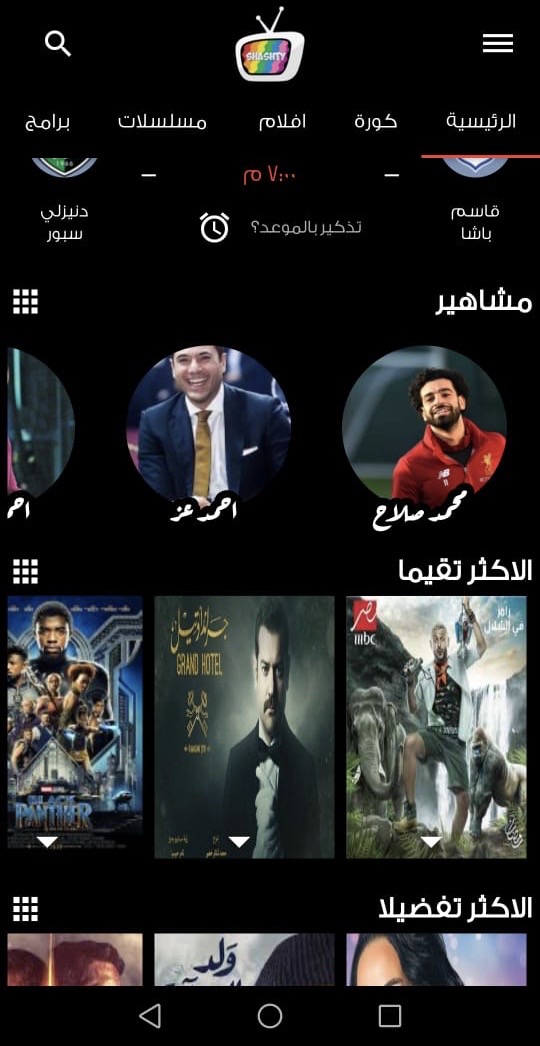 SHASHTY
الرئيسية
كورة
افلام
مسلسلات
برامج
1966
٧:٠٠ م
–
–
قاسم
باشا
تذكير بالموعد؟
دنيزلي
سبور
مشاهير
محمد صلاح
احمد عز
احم
الاكثر تقيما
مصر
mbc
رامز
في الشلال
جراند أوتيل
GRAND HOTEL
BLACK
PANTHER
الاكثر تفضيلا
وَلَد